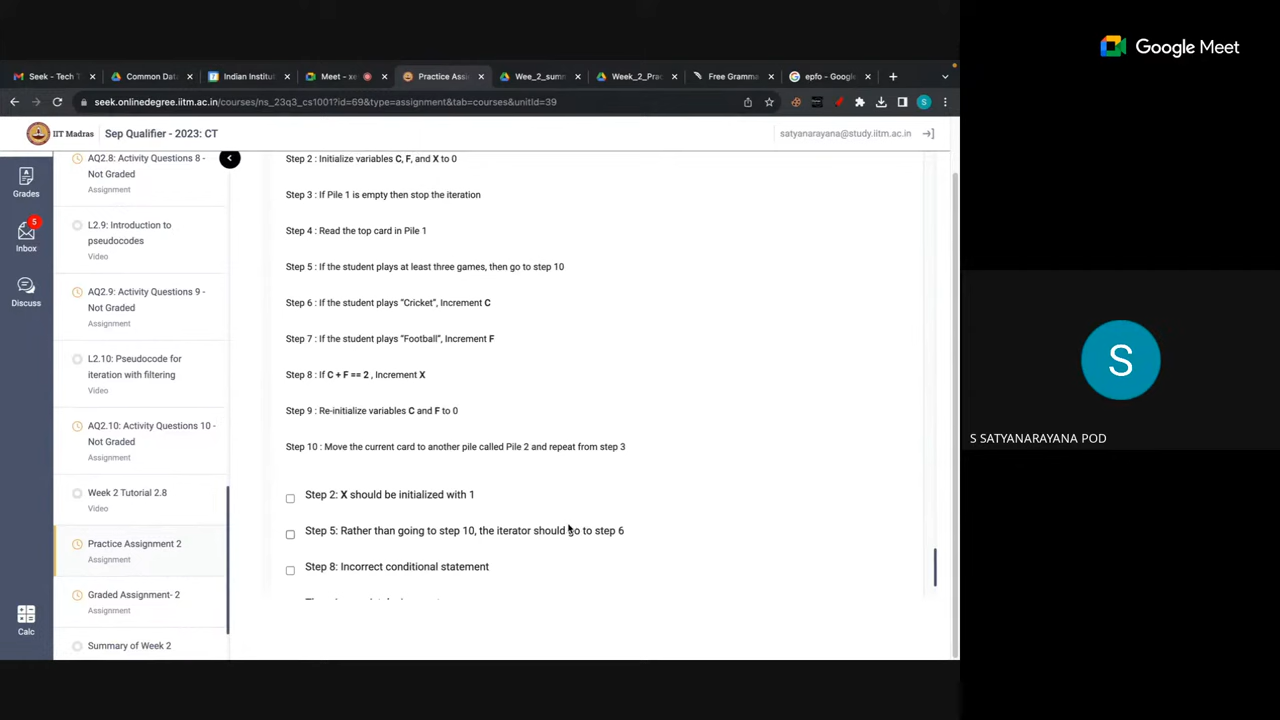 Google Meet
Seek - Tech T
Common Dat
Indian Institut
Meet - xe
Practice Assi
Wee_2_sum
Week_2_Prac
Free Gramma
epfo - Google
seek.onlinedegree.iitm.ac.in/courses/ns_23q3_cs1001?id=69&type=assignment&tab=courses&unitId=39
S
IIT Madras
Sep Qualifier - 2023: CT
satyanarayana@study.iitm.ac.in
Grades
5
Inbox
Discuss
Calc
AQ2.8: Activity Questions 8 -
Not Graded
Assignment
L2.9: Introduction to
pseudocodes
Video
AQ2.9: Activity Questions 9 -
Not Graded
Assignment
L2.10: Pseudocode for
iteration with filtering
Video
AQ2.10: Activity Questions 10 -
Not Graded
Assignment
Week 2 Tutorial 2.8
Video
Practice Assignment 2
Assignment
Graded Assignment- 2
Assignment
Summary of Week 2
Step 2 : Initialize variables C, F, and X to 0
Step 3 : If Pile 1 is empty then stop the iteration
Step 4 : Read the top card in Pile 1
Step 5 : If the student plays at least three games, then go to step 10
Step 6 : If the student plays “Cricket”, Increment C
Step 7 : If the student plays “Football”, Increment F
Step 8 : If C + F == 2 , Increment X
Step 9 : Re-initialize variables C and F to 0
Step 10 : Move the current card to another pile called Pile 2 and repeat from step 3
Step 2: X should be initialized with 1
Step 5: Rather than going to step 10, the iterator should go to step 6
Step 8: Incorrect conditional statement
S
S SATYANARAYANA POD